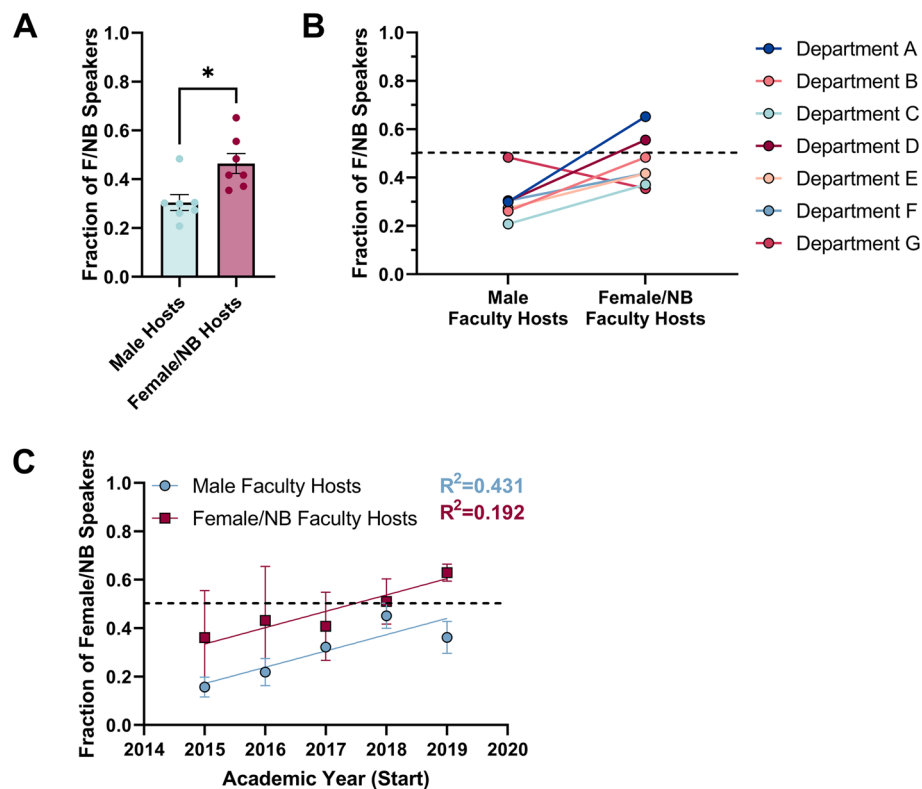 A
Fraction of F/NB Speakers
1.0
0.8
0.6
0.4
0.2
0.0
*
Male Hosts
Female/NB Hosts
B
Fraction of F/NB Speakers
1.0
0.8
0.6
0.4
0.2
0.0
Male
Faculty Hosts
Female/NB
Faculty Hosts
Department A
Department B
Department C
Department D
Department E
Department F
Department G
C
Fraction of Female/NB Speakers
1.0
0.8
0.6
0.4
0.2
0.0
Male Faculty Hosts
Female/NB Faculty Hosts
R²=0.431
R²=0.192
2014 2015 2016 2017 2018 2019 2020
Academic Year (Start)